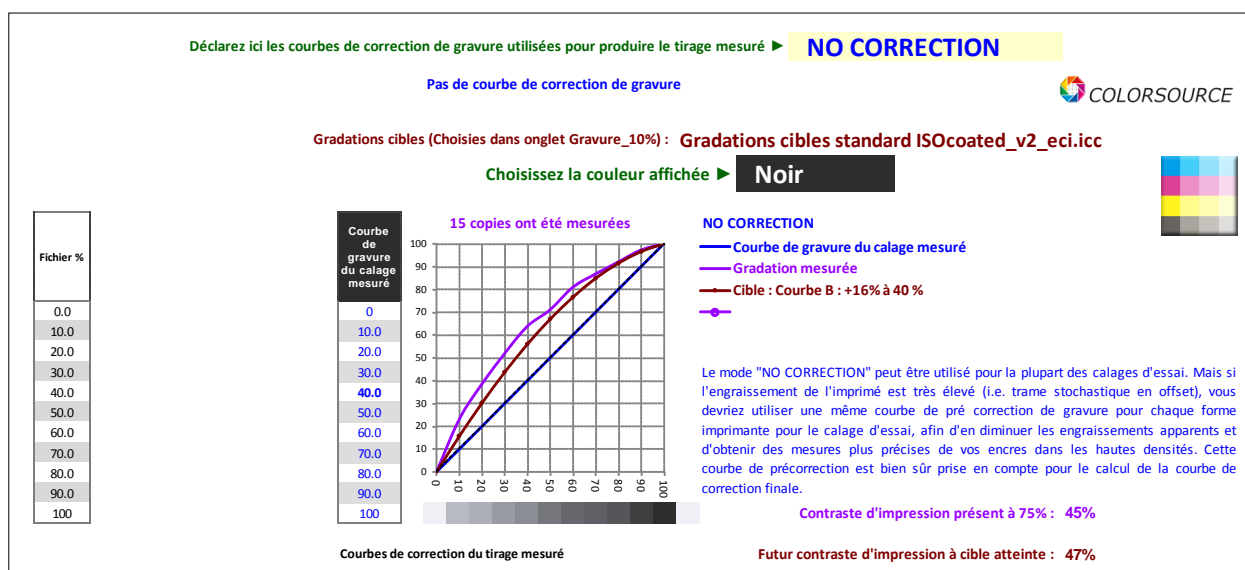 Déclarez ici les courbes de correction de gravure utilisées pour produire le tirage mesuré ► NO CORRECTION
Pas de courbe de correction de gravure
COLORSOURCE
Gradations cibles (Choisies dans onglet Gravure_10%) : Gradations cibles standard ISOcoated_v2_eci.icc
Choisissez la couleur affichée ► Noir
Fichier %
0.0
10.0
20.0
30.0
40.0
50.0
60.0
70.0
80.0
90.0
100
Courbe
de
gravure
du calage
mesuré
0
10.0
20.0
30.0
40.0
50.0
60.0
70.0
80.0
90.0
100
15 copies ont été mesurées
100
90
80
70
60
50
40
30
20
10
0
0 10 20 30 40 50 60 70 80 90 100
Courbes de correction du tirage mesuré
NO CORRECTION
Courbe de gravure du calage mesuré
Gradation mesurée
Cible : Courbe B : +16% à 40 %
Le mode "NO CORRECTION" peut être utilisé pour la plupart des calages d'essai. Mais si
l'engraissement de l'imprimé est très élevé (i.e. trame stochastique en offset), vous
devriez utiliser une même courbe de pré correction de gravure pour chaque forme
imprimante pour le calage d'essai, afin d'en diminuer les engraissements apparents et
d'obtenir des mesures plus précises de vos encres dans les hautes densités. Cette
courbe de précorrection est bien sûr prise en compte pour le calcul de la courbe de
correction finale.
Contraste d'impression présent à 75% : 45%
Futur contraste d'impression à cible atteinte : 47%